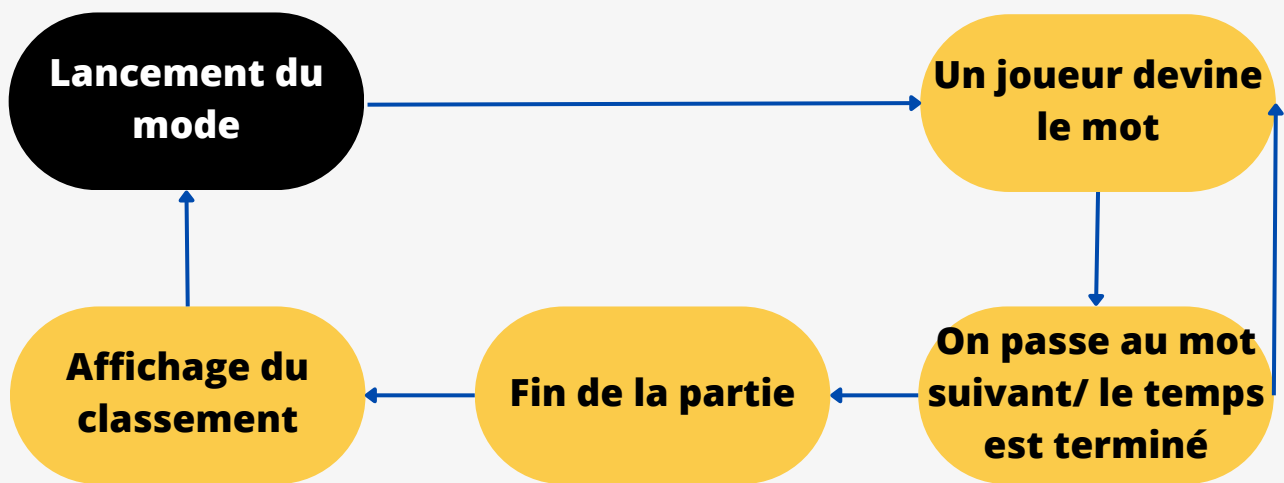 Lancement du
mode
Un joueur devine
le mot
Affichage du
classement
Fin de la partie
On passe au mot
suivant/ le temps
est terminé